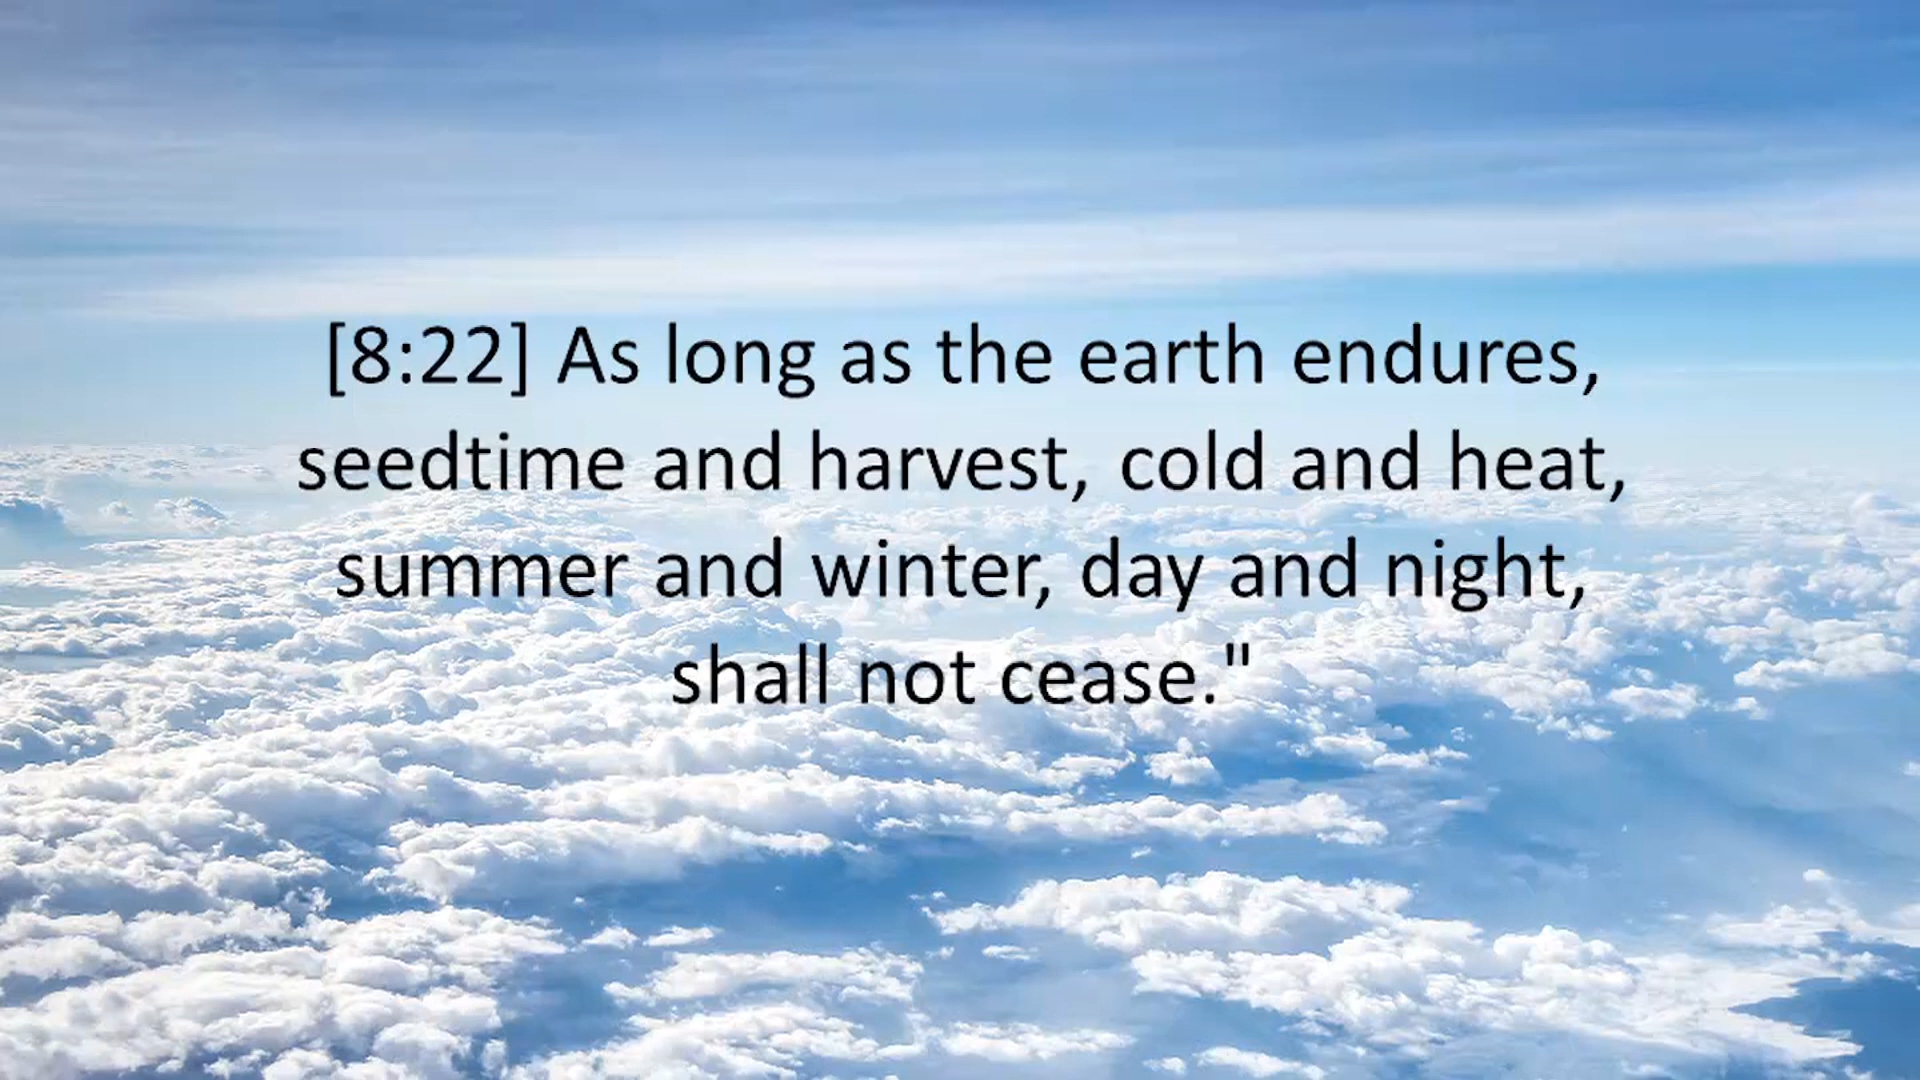 [8:22] As long as the earth endures,
seedtime and harvest, cold and heat,
summer and winter, day and night,
shall not cease."